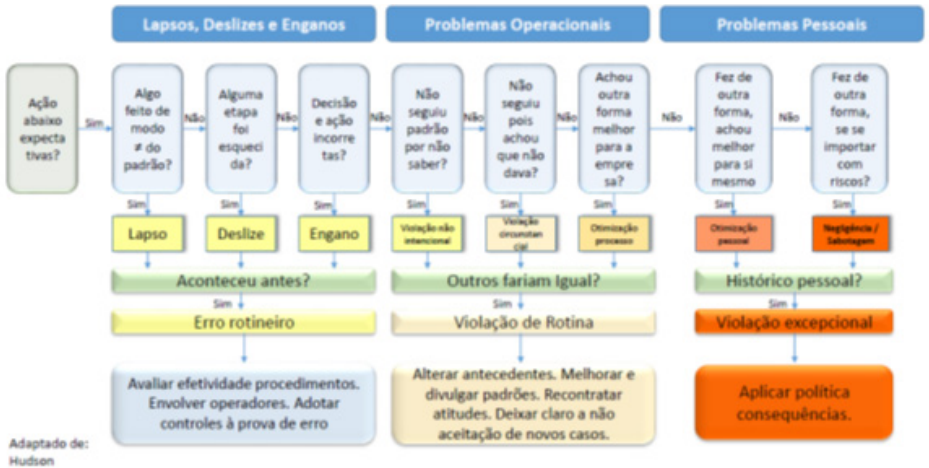 Lapsos, Deslizes e Enganos
Problemas Operacionais
Problemas Pessoais
Ação
abaixo
expecta
tivas?
Sim
Algo
feito de
modo
≠ do
padrão?
Não
Alguma
etapa
foi
esqueci
da?
Não
Decisão
e ação
incorre
tas?
Não
Não
seguiu
padrão
por não
saber?
Não
Não
seguiu
pois
achou
que não
dava?
Não
Achou
outra
forma
melhor
para a
empre
sa?
Não
Fez de
outra
forma,
achou
melhor
para si
mesmo
Não
Fez de
outra
forma,
se se
importar
com
riscos?
Sim
Sim
Sim
Sim
Sim
Sim
Sim
Sim
Lapso
Deslize
Engano
Violação não
intencional
Violação
circunstan
cial
Otimização
processo
Otimização
pessoal
Negligência /
Sabotagem
Aconteceu antes?
Outros fariam Igual?
Histórico pessoal?
Sim
Sim
Sim
Erro rotineiro
Violação de Rotina
Violação excepcional
Avaliar efetividade procedimentos.
Envolver operadores. Adotar
controles à prova de erro
Alterar antecedentes. Melhorar e
divulgar padrões. Recontratar
atitudes. Deixar claro a não
aceitação de novos casos.
Aplicar política
consequências.
Adaptado de:
Hudson